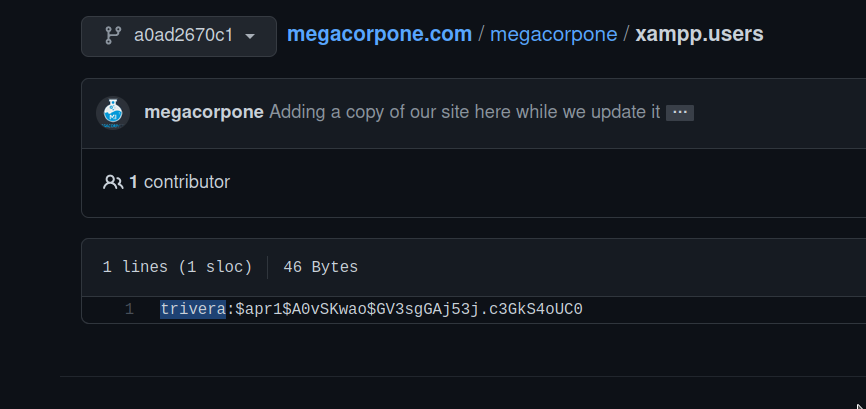 a0ad2670c1 megacorpone.com / megacorpone / xampp.users
megacorpone Adding a copy of our site here while we update it ...
1 contributor
1 lines (1 sloc) 46 Bytes
1 trivera:$apr1$A0vSKwao$GV3sgGAj53j.c3GkS4oUC0